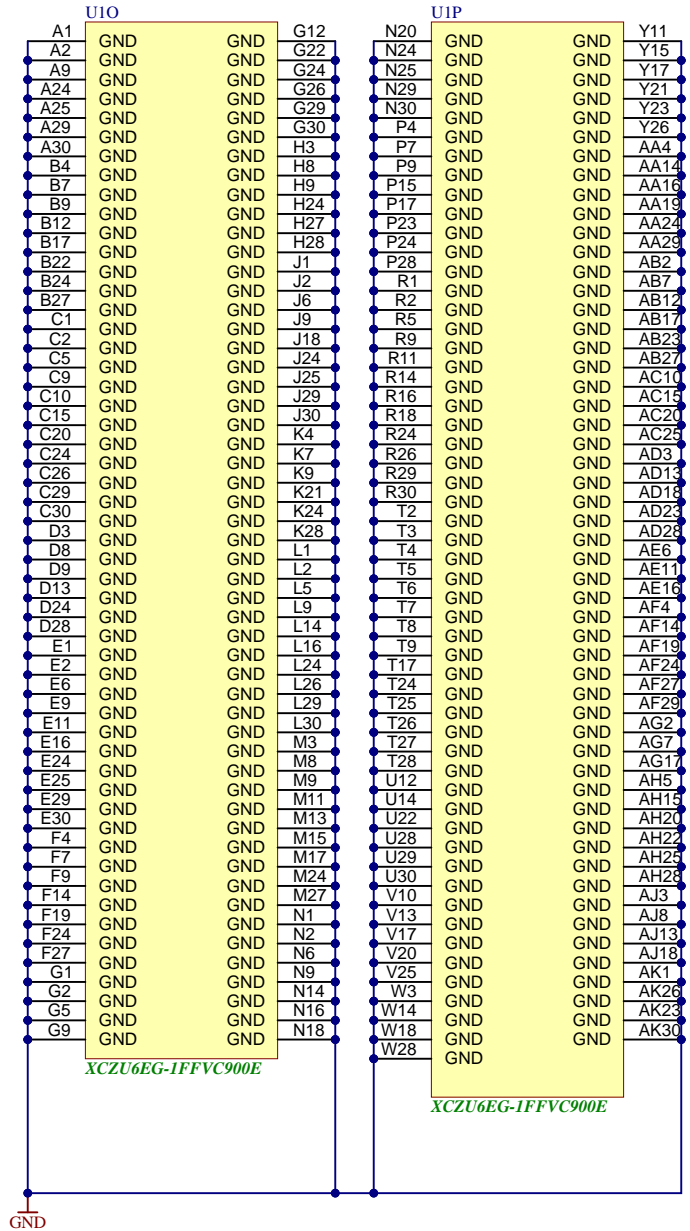 U1O
A1 GND GND G12
A2 GND GND G22
A9 GND GND G24
A24 GND GND G26
A25 GND GND G29
A29 GND GND G30
A30 GND GND H3
B4 GND GND H8
B7 GND GND H9
B9 GND GND H24
B12 GND GND H27
B17 GND GND H28
B22 GND GND J1
B24 GND GND J2
B27 GND GND J6
C1 GND GND J9
C2 GND GND J18
C5 GND GND J24
C9 GND GND J25
C10 GND GND J29
C15 GND GND J30
C20 GND GND K4
C24 GND GND K7
C26 GND GND K9
C29 GND GND K21
C30 GND GND K24
D3 GND GND K28
D8 GND GND L1
D9 GND GND L2
D13 GND GND L5
D24 GND GND L9
D28 GND GND L14
E1 GND GND L16
E2 GND GND L24
E6 GND GND L26
E9 GND GND L29
E11 GND GND L30
E16 GND GND M3
E24 GND GND M8
E25 GND GND M9
E29 GND GND M11
E30 GND GND M13
F4 GND GND M15
F7 GND GND M17
F9 GND GND M24
F14 GND GND M27
F19 GND GND N1
F24 GND GND N2
F27 GND GND N6
G1 GND GND N9
G2 GND GND N14
G5 GND GND N16
G9 GND GND N18
XCZU6EG-1FFVC900E
U1P
N20 GND GND Y11
N24 GND GND Y15
N25 GND GND Y17
N29 GND GND Y21
N30 GND GND Y23
P4 GND GND Y26
P7 GND GND AA4
P9 GND GND AA14
P15 GND GND AA16
P17 GND GND AA19
P23 GND GND AA24
P24 GND GND AA29
P28 GND GND AB2
R1 GND GND AB7
R2 GND GND AB12
R5 GND GND AB17
R9 GND GND AB23
R11 GND GND AB27
R14 GND GND AC10
R16 GND GND AC15
R18 GND GND AC20
R24 GND GND AC25
R26 GND GND AD3
R29 GND GND AD13
R30 GND GND AD18
T2 GND GND AD23
T3 GND GND AD28
T4 GND GND AE6
T5 GND GND AE11
T6 GND GND AE16
T7 GND GND AF4
T8 GND GND AF14
T9 GND GND AF19
T17 GND GND AF24
T24 GND GND AF27
T25 GND GND AF29
T26 GND GND AG2
T27 GND GND AG7
T28 GND GND AG17
U12 GND GND AH5
U14 GND GND AH15
U22 GND GND AH20
U28 GND GND AH22
U29 GND GND AH25
U30 GND GND AH28
V10 GND GND AJ3
V13 GND GND AJ8
V17 GND GND AJ13
V20 GND GND AJ18
V25 GND GND AK1
W3 GND GND AK26
W14 GND GND AK23
W18 GND GND AK30
W28 GND
XCZU6EG-1FFVC900E
GND